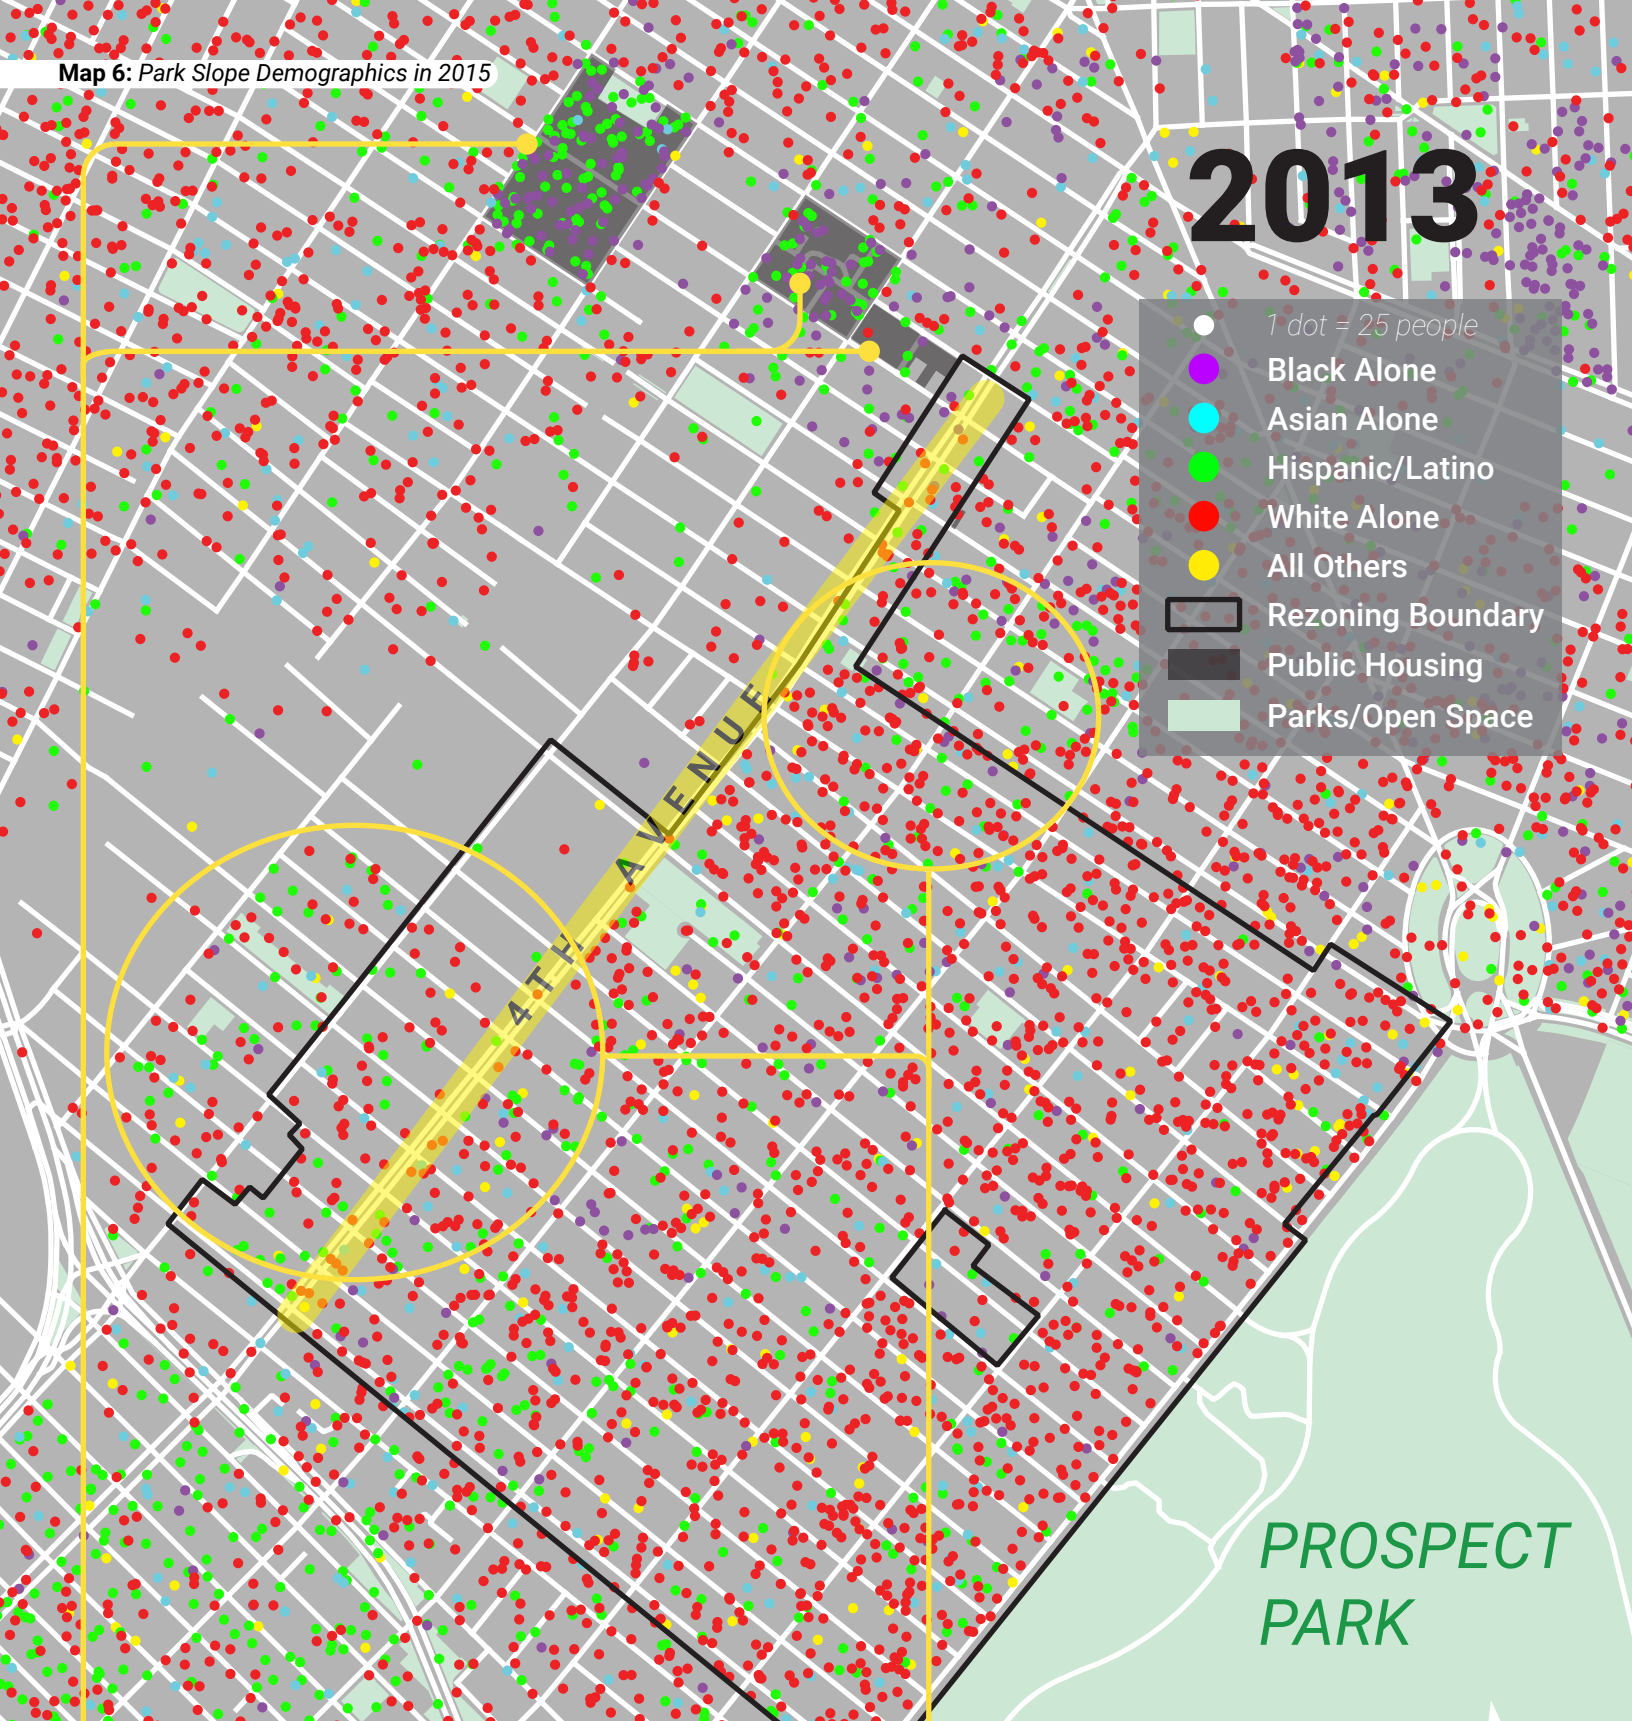 Map 6: Park Slope Demographics in 2015
2013
1 dot = 25 people
Black Alone
Asian Alone
Hispanic/Latino
White Alone
All Others
Rezoning Boundary
Public Housing
Parks/Open Space
4TH AVENUE
PROSPECT
PARK